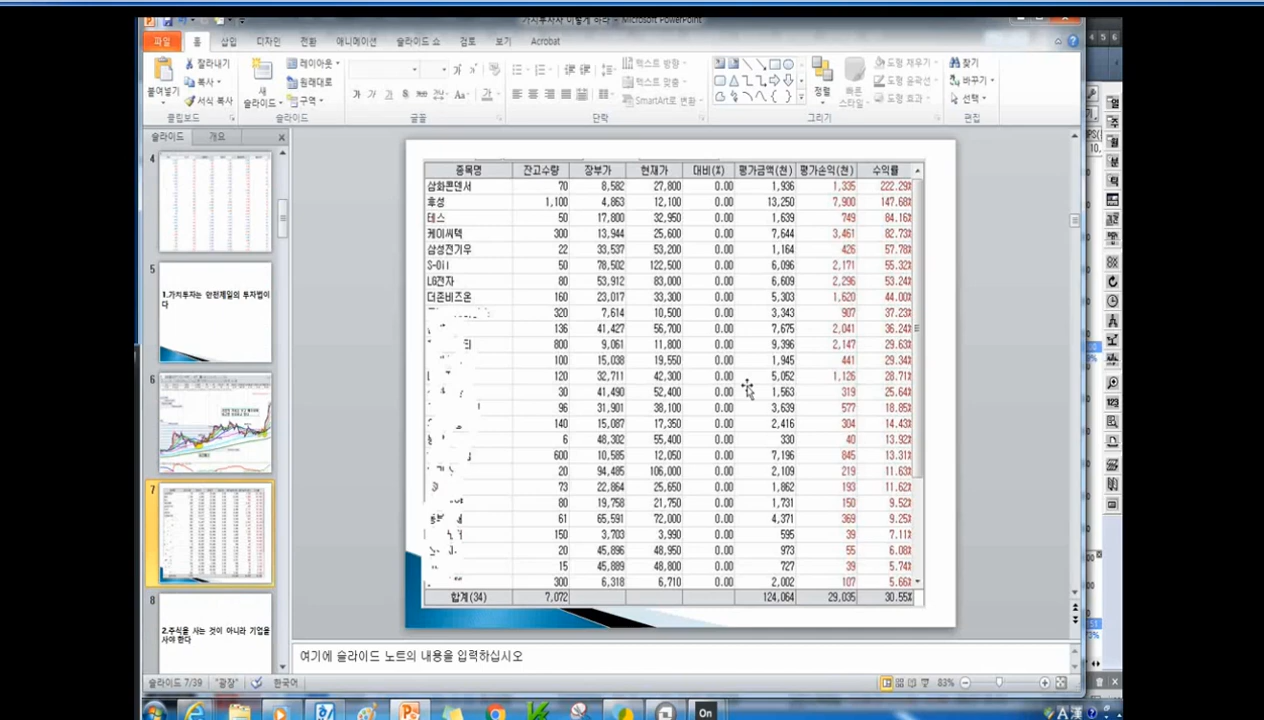 가치투자자 이렇게 하라 - Microsoft PowerPoint
파일 홈 삽입 디자인 전환 애니메이션 슬라이드 쇼 검토 보기 Acrobat
붙여넣기 잘라내기 복사 서식 복사 클립보드
새 슬라이드 레이아웃 원래대로 구역 슬라이드
가 가 가 글꼴
텍스트 방향 텍스트 맞춤 SmartArt로 변환 단락
정렬 빠른 스타일 도형 채우기 도형 윤곽선 도형 효과 그리기
찾기 바꾸기 선택 편집
슬라이드 개요
4
5
1.가치투자는 안전제일의 투자법이다
6
7
8
2.주식을 사는 것이 아니라 기업을 사야 한다
종목명 잔고수량 장부가 현재가 대비(%) 평가금액(천) 평가손익(천) 수익률
삼화콘덴서 70 8,582 27,800 0.00 1,936 1,335 222.29%
후성 1,100 4,863 12,100 0.00 13,250 7,900 147.68%
테스 50 17,800 32,950 0.00 1,639 749 84.16%
케이씨텍 300 13,944 25,600 0.00 7,644 3,461 82.73%
삼성전기우 22 33,537 53,200 0.00 1,164 426 57.78%
S-Oil 50 78,502 122,500 0.00 6,096 2,171 55.32%
LG전자 80 53,912 83,000 0.00 6,609 2,296 53.24%
더존비즈온 160 23,017 33,300 0.00 5,303 1,620 44.00%
320 7,614 10,500 0.00 3,343 907 37.23%
136 41,427 56,700 0.00 7,675 2,041 36.24%
티 800 9,061 11,800 0.00 9,396 2,147 29.63%
100 15,038 19,550 0.00 1,945 441 29.34%
120 32,711 42,300 0.00 5,052 1,126 28.71%
30 41,490 52,400 0.00 1,563 319 25.64%
96 31,901 38,100 0.00 3,639 577 18.85%
140 15,087 17,350 0.00 2,416 304 14.43%
6 48,302 55,400 0.00 330 40 13.92%
600 10,585 12,050 0.00 7,196 845 13.31%
20 94,485 106,000 0.00 2,109 219 11.63%
73 22,864 25,650 0.00 1,862 193 11.62%
80 19,758 21,750 0.00 1,731 150 9.52%
61 65,591 72,000 0.00 4,371 369 9.25%
150 3,703 3,990 0.00 595 39 7.11%
20 45,896 48,950 0.00 973 55 6.08%
15 45,889 48,800 0.00 727 39 5.74%
300 6,318 6,710 0.00 2,002 107 5.66%
합계(34) 7,072 124,064 29,035 30.55%
여기에 슬라이드 노트의 내용을 입력하십시오
슬라이드 7/39 "광장" 한국어 83%
On
A 漢